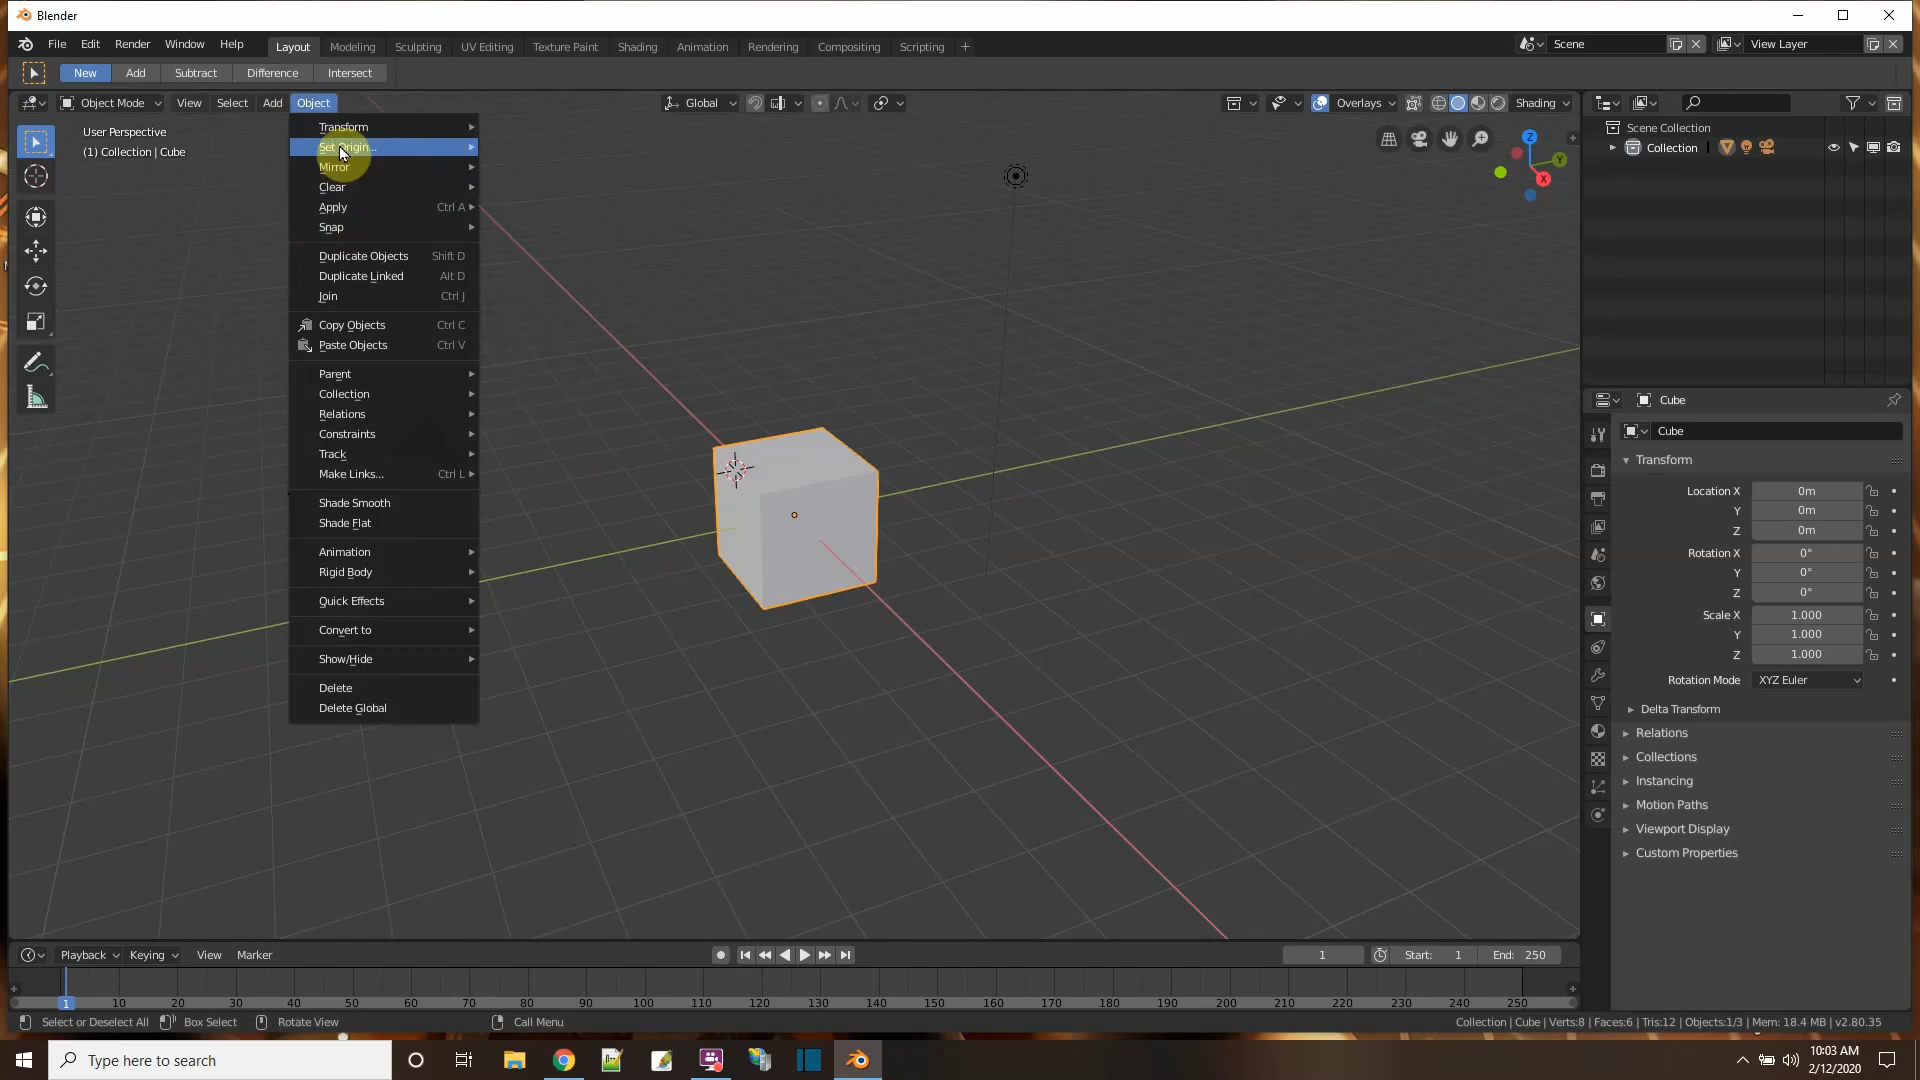 Blender
File Edit Render Window Help Layout Modeling Sculpting UV Editing Texture Paint Shading Animation Rendering Compositing Scripting + Scene View Layer
New Add Subtract Difference Intersect
Object Mode View Select Add Object Global Overlays Shading
User Perspective
(1) Collection | Cube
Transform
Set Origin...
Mirror
Clear
Apply Ctrl A
Snap
Duplicate Objects Shift D
Duplicate Linked Alt D
Join Ctrl J
Copy Objects Ctrl C
Paste Objects Ctrl V
Parent
Collection
Relations
Constraints
Track
Make Links... Ctrl L
Shade Smooth
Shade Flat
Animation
Rigid Body
Quick Effects
Convert to
Show/Hide
Delete
Delete Global
Z
Y
X
Scene Collection
Collection
Cube
Cube
Transform
Location X 0m
Y 0m
Z 0m
Rotation X 0°
Y 0°
Z 0°
Scale X 1.000
Y 1.000
Z 1.000
Rotation Mode XYZ Euler
Delta Transform
Relations
Collections
Instancing
Motion Paths
Viewport Display
Custom Properties
Playback Keying View Marker 1 Start: 1 End: 250
1 10 20 30 40 50 60 70 80 90 100 110 120 130 140 150 160 170 180 190 200 210 220 230 240 250
Select or Deselect All Box Select Rotate View Call Menu Collection | Cube | Verts:8 | Faces:6 | Tris:12 | Objects:1/3 | Mem: 18.4 MB | v2.80.35
Type here to search
10:03 AM
2/12/2020